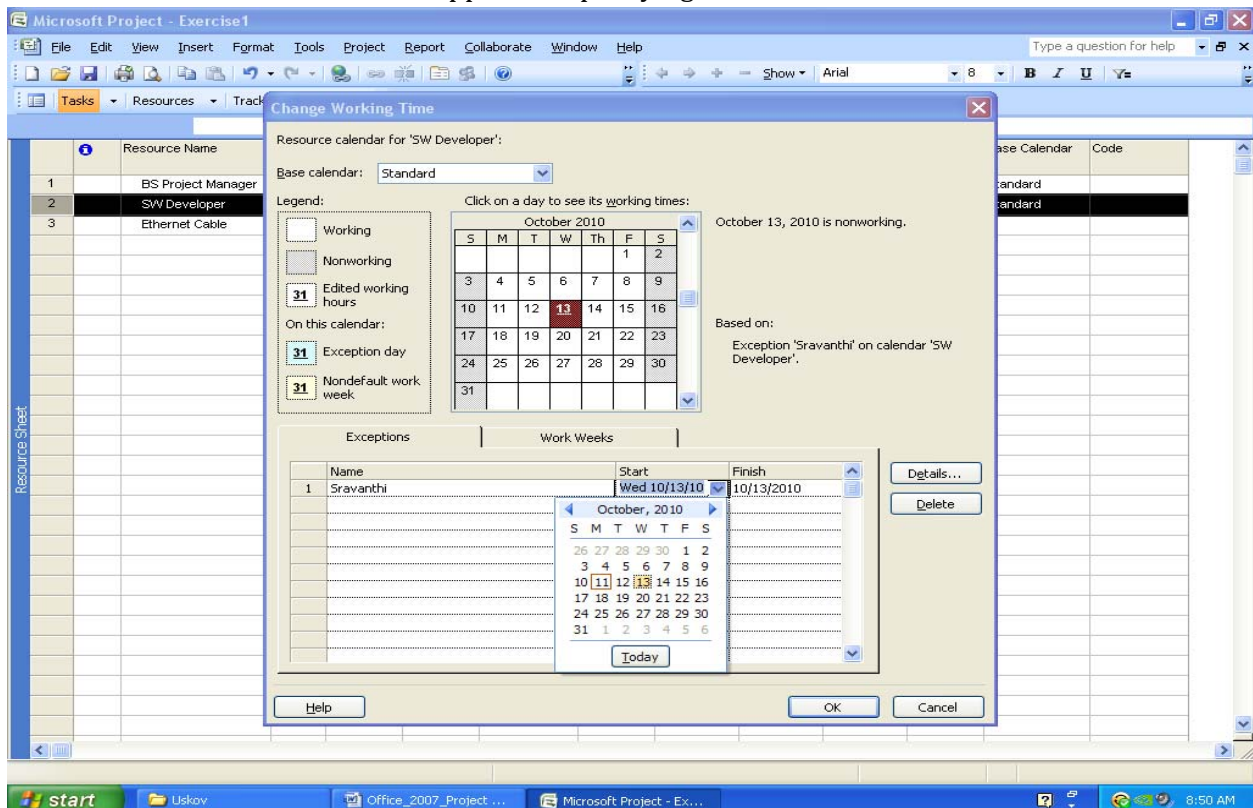 Microsoft Project - Exercise1
File Edit View Insert Format Tools Project Report Collaborate Window Help
Type a question for help
Show Arial 8 B I U
Tasks Resources Track
Change Working Time
Resource Name
ase Calendar Code
1 BS Project Manager
tandard
2 SW Developer
tandard
3 Ethernet Cable
Resource Sheet
Resource calendar for 'SW Developer':
Base calendar: Standard
Legend:
Working
Nonworking
31 Edited working hours
On this calendar:
31 Exception day
31 Nondefault work week
Click on a day to see its working times:
October 2010
S M T W Th F S
1 2
3 4 5 6 7 8 9
10 11 12 13 14 15 16
17 18 19 20 21 22 23
24 25 26 27 28 29 30
31
October 13, 2010 is nonworking.
Based on:
Exception 'Sravanthi' on calendar 'SW
Developer'.
Exceptions Work Weeks
Name Start Finish
1 Sravanthi Wed 10/13/10 10/13/2010
Details...
Delete
October, 2010
S M T W T F S
26 27 28 29 30 1 2
3 4 5 6 7 8 9
10 11 12 13 14 15 16
17 18 19 20 21 22 23
24 25 26 27 28 29 30
31 1 2 3 4 5 6
Today
Help OK Cancel
start Uskov Office_2007_Project ... Microsoft Project - Ex... 8:50 AM